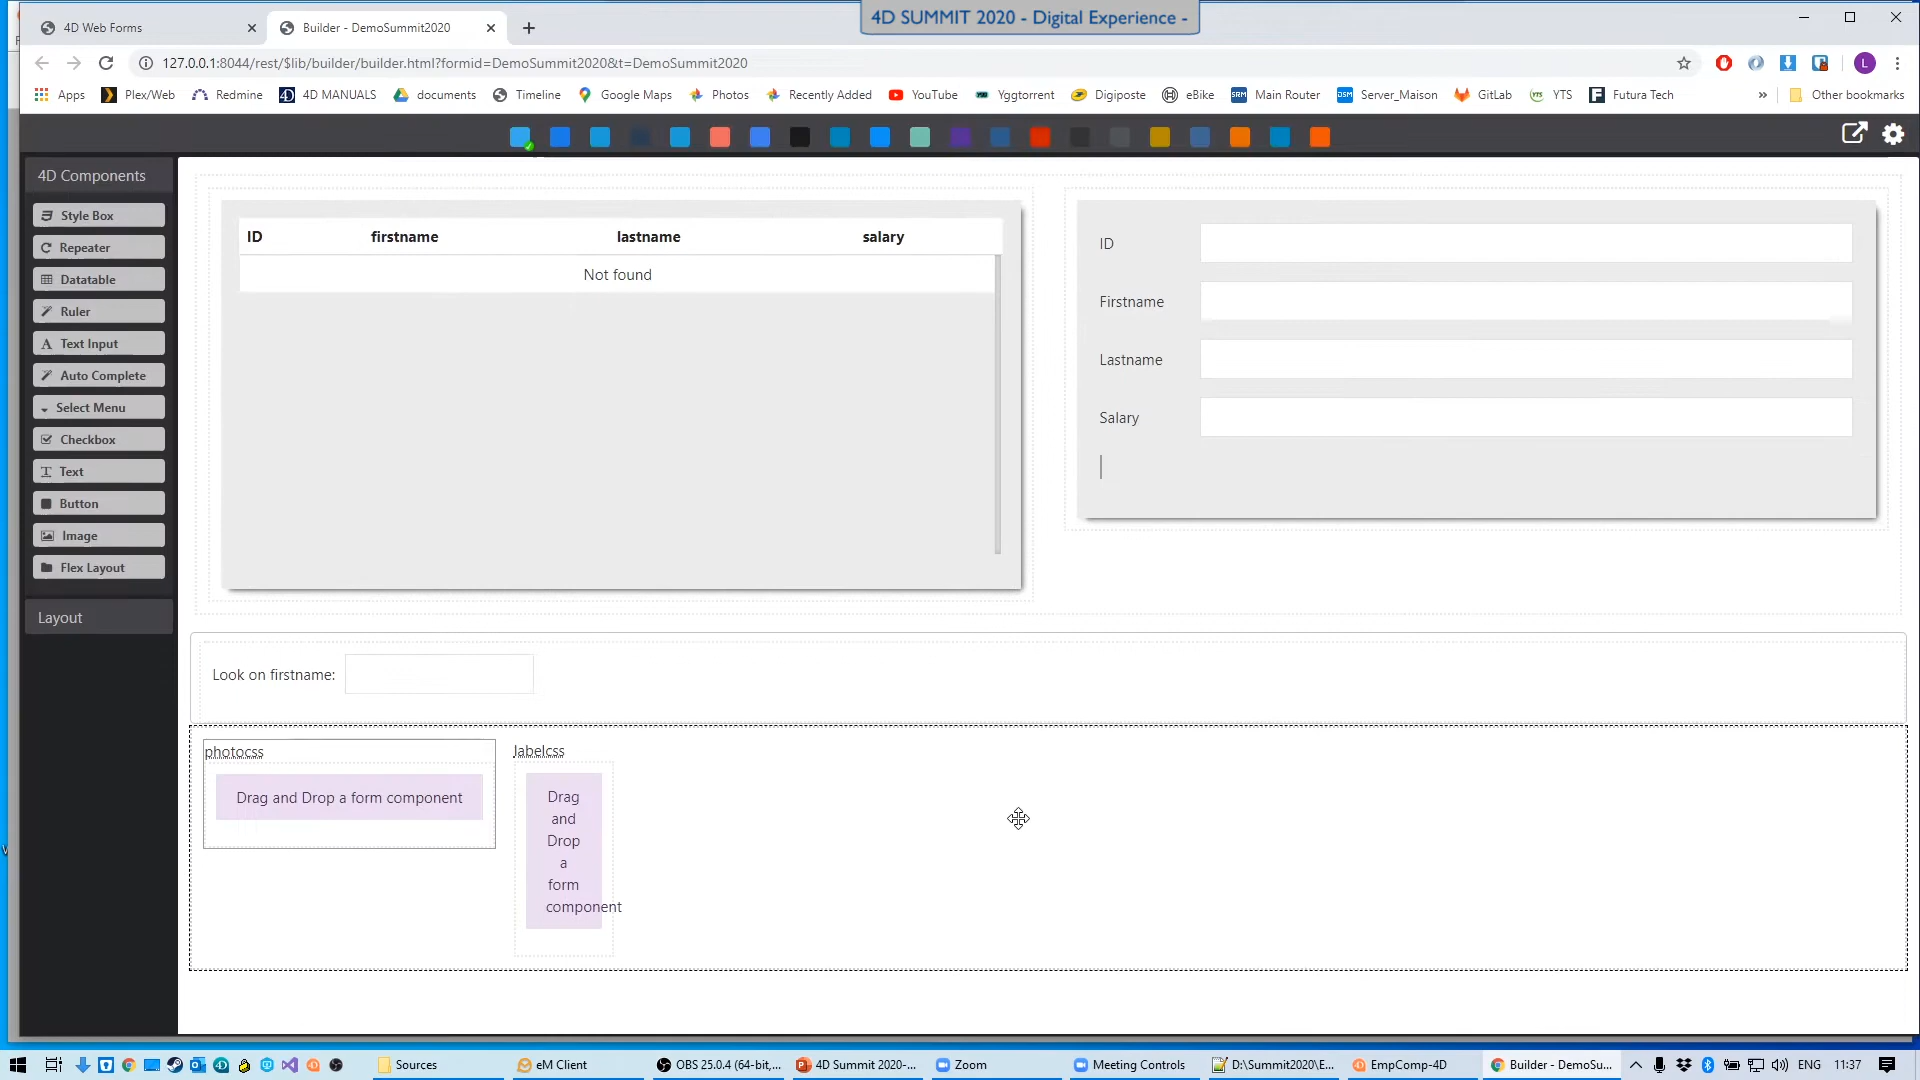 4D SUMMIT 2020 - Digital Experience -
4D Web Forms
Builder - DemoSummit2020
127.0.0.1:8044/rest/$lib/builder/builder.html?formid=DemoSummit2020&t=DemoSummit2020
L
Apps Plex/Web Redmine 4D MANUALS documents Timeline Google Maps Photos Recently Added YouTube Yggtorrent Digiposte eBike SRM Main Router DSM Server_Maison GitLab YTS Futura Tech » Other bookmarks
4D Components
Style Box
Repeater
Datatable
Ruler
Text Input
Auto Complete
Select Menu
Checkbox
Text
Button
Image
Flex Layout
Layout
ID firstname lastname salary
Not found
ID
Firstname
Lastname
Salary
Look on firstname:
photocss
Drag and Drop a form component
labelcss
Drag
and
Drop
a
form
component
Sources eM Client OBS 25.0.4 (64-bit,... 4D Summit 2020-... Zoom Meeting Controls D:\Summit2020\E... EmpComp-4D Builder - DemoSu... ENG 11:37